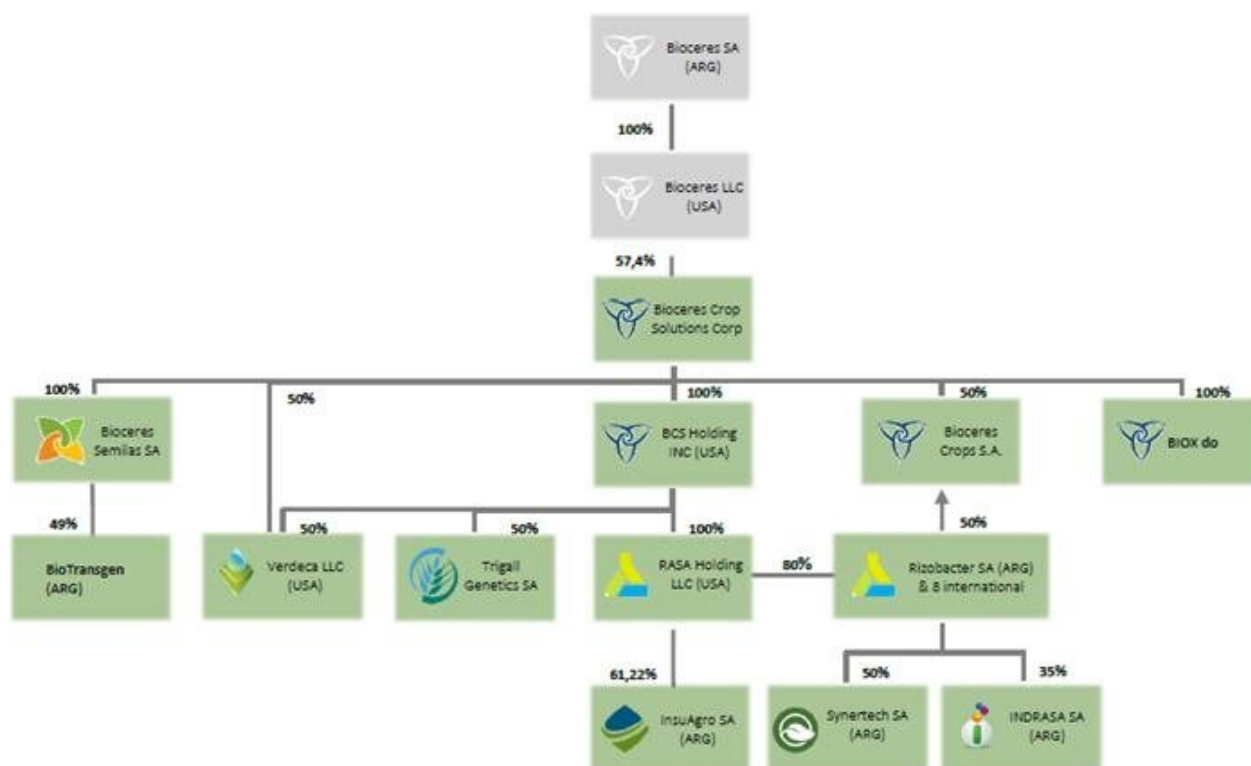 Bioceres SA
(ARG)
100%
Bioceres LLC
(USA)
57,4%
Bioceres Crop
Solutions Corp
100%
50%
100%
50%
100%
Bioceres
Semilas SA
BCS Holding
INC (USA)
Bioceres
Crops S.A.
BIOX do
49%
50%
50%
100%
50%
BioTransgen
(ARG)
Verdeca LLC
(USA)
Trigall
Genetics SA
RASA Holding
LLC (USA)
80%
Rizobacter SA (ARG)
& 8 international
61,22%
50%
35%
InsuAgro SA
(ARG)
Synertech SA
(ARG)
INDRASA SA
(ARG)